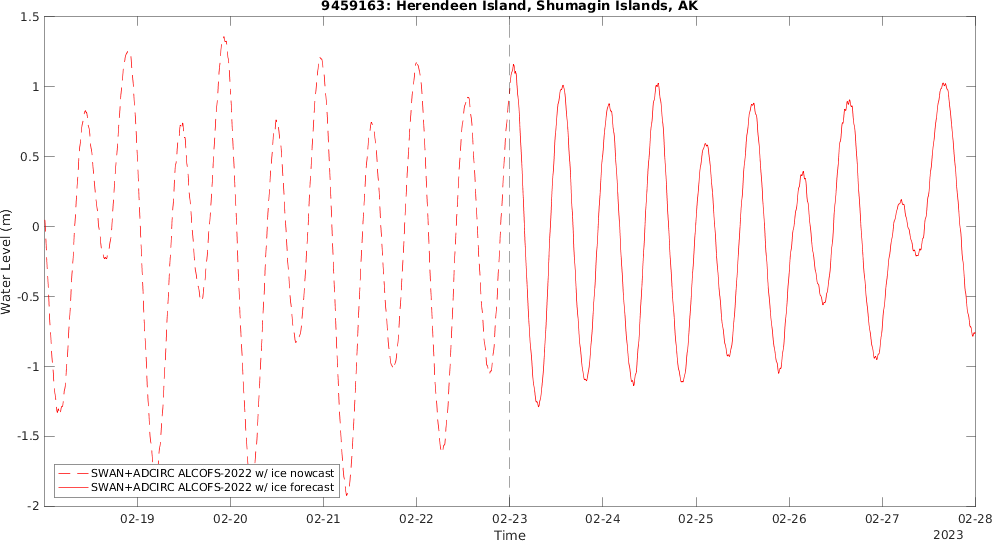 9459163: Herendeen Island, Shumagin Islands, AK
1.5
1
0.5
0
-0.5
-1
-1.5
-2
Water Level (m)
SWAN+ADCIRC ALCOFS-2022 w/ ice nowcast
SWAN+ADCIRC ALCOFS-2022 w/ ice forecast
02-19 02-20 02-21 02-22 02-23 02-24 02-25 02-26 02-27 02-28
Time
2023